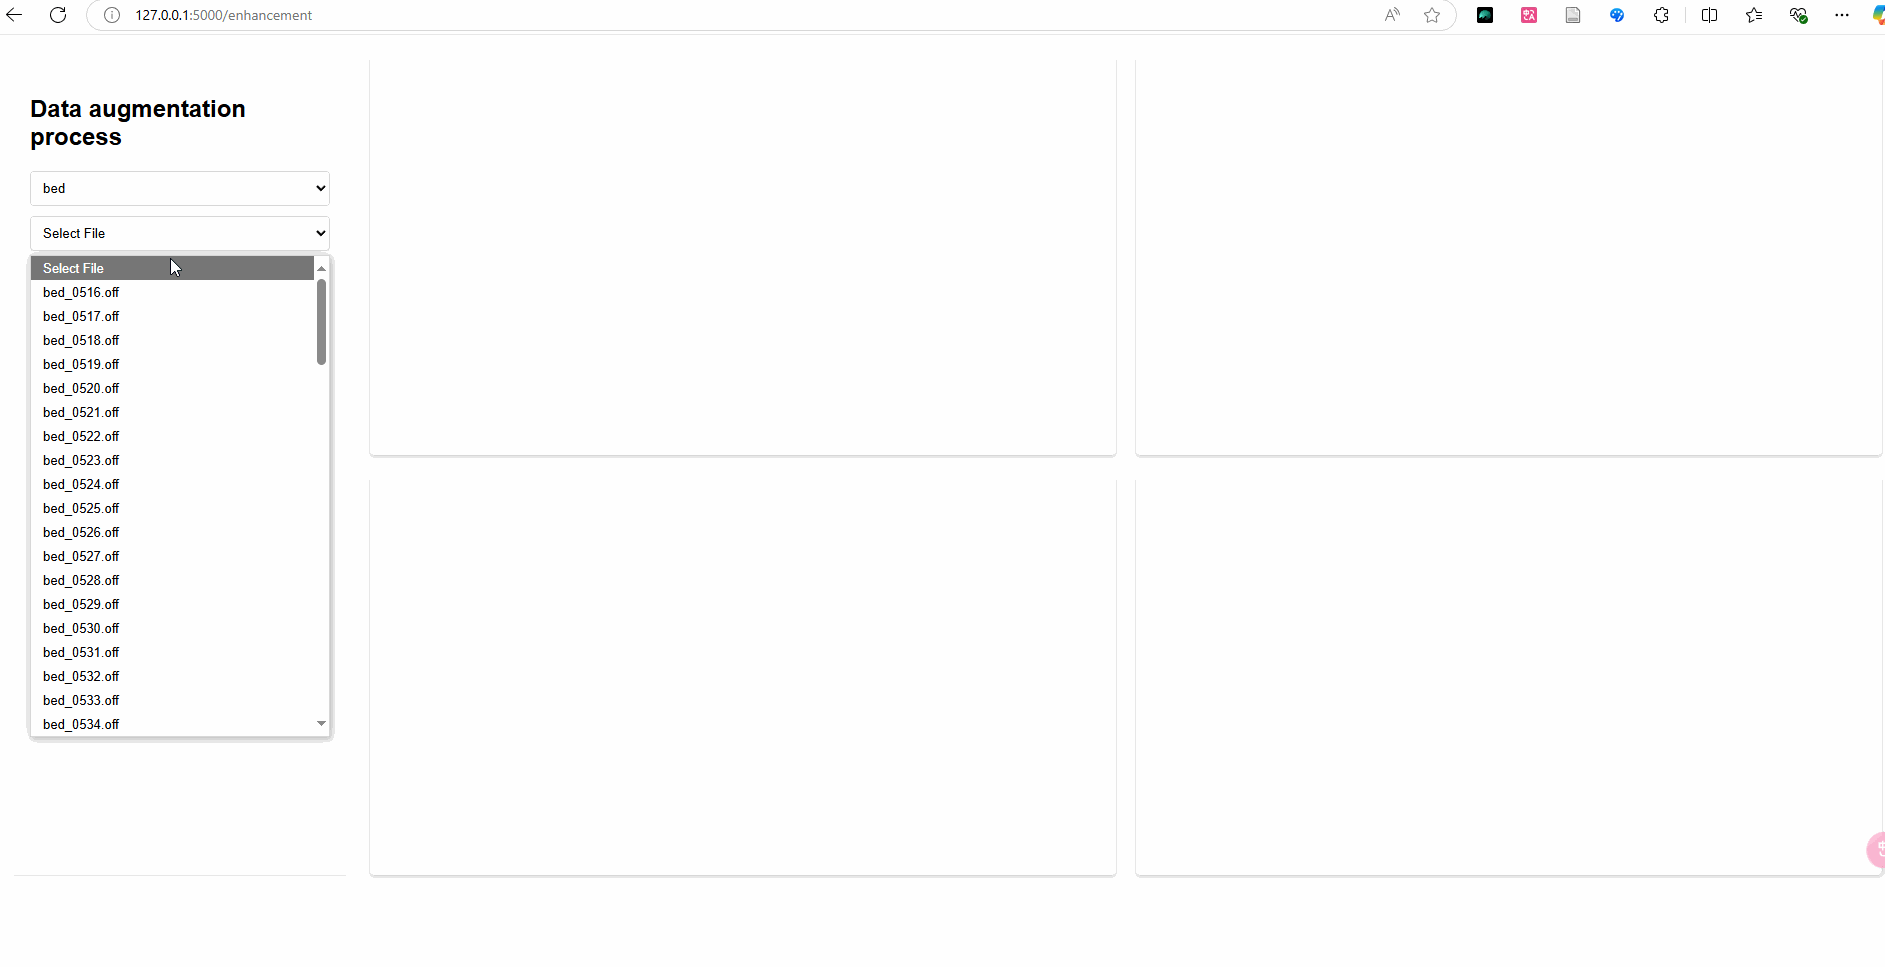 127.0.0.1:5000/enhancement
Data augmentation
process
bed
Select File
Select File
bed_0516.off
bed_0517.off
bed_0518.off
bed_0519.off
bed_0520.off
bed_0521.off
bed_0522.off
bed_0523.off
bed_0524.off
bed_0525.off
bed_0526.off
bed_0527.off
bed_0528.off
bed_0529.off
bed_0530.off
bed_0531.off
bed_0532.off
bed_0533.off
bed_0534.off